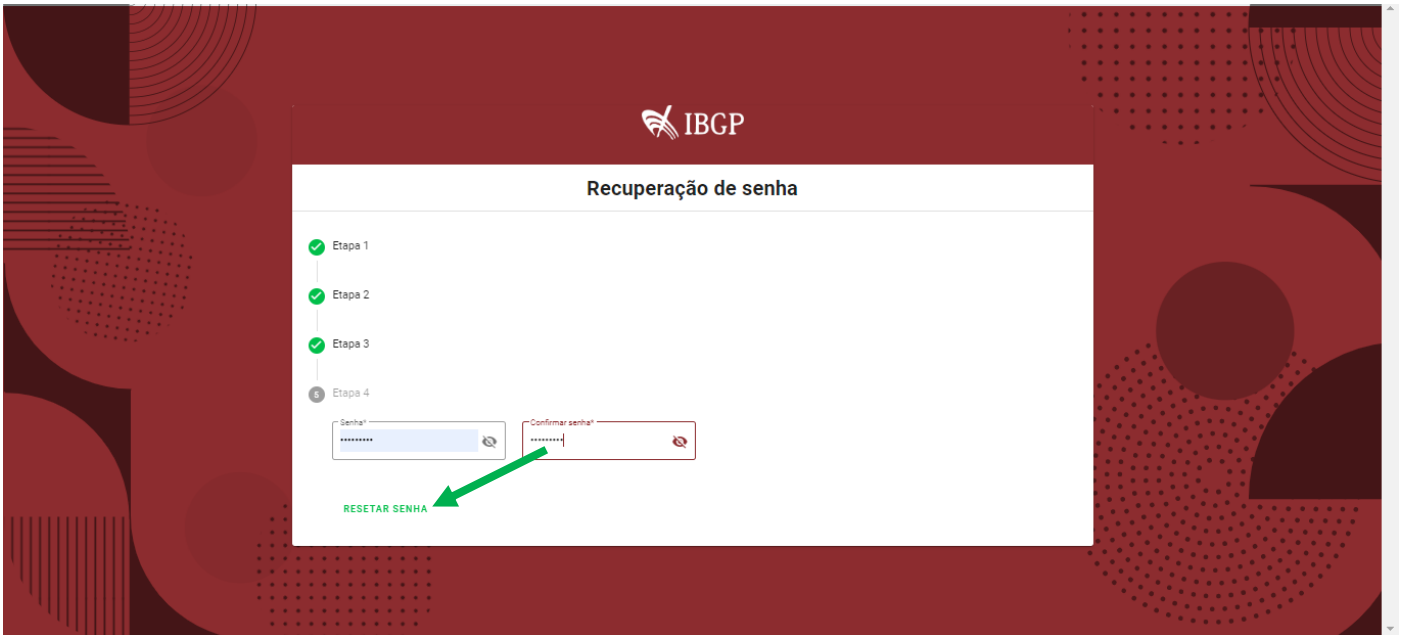 IBGP
Recuperação de senha
Etapa 1
Etapa 2
Etapa 3
5 Etapa 4
Senha* Confirmar senha*
••••••••• •••••••••
RESETAR SENHA